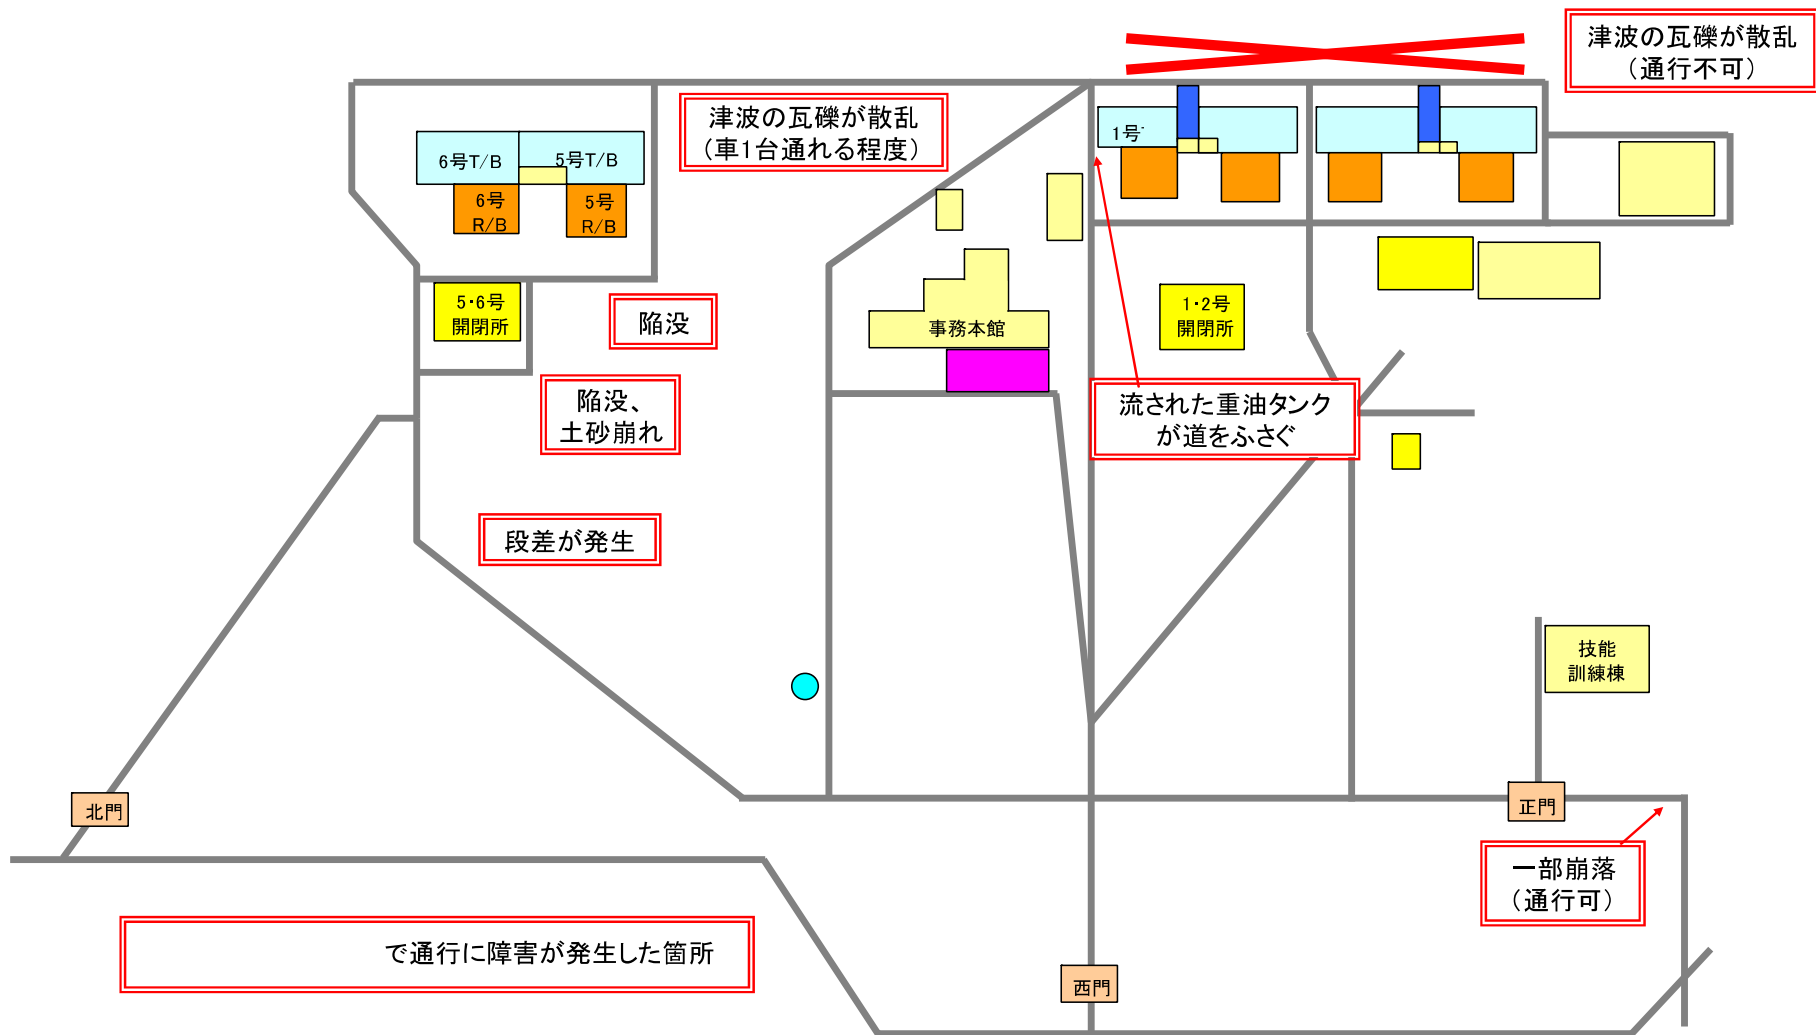 津波の瓦礫が散乱
（通行不可）
津波の瓦礫が散乱
（車1台通れる程度）
1号
6号T/B
5号T/B
6号
R/B
5号
R/B
5・6号
開閉所
陥没
事務本館
1・2号
開閉所
陥没、
土砂崩れ
流された重油タンク
が道をふさぐ
段差が発生
技能
訓練棟
北門
正門
一部崩落
（通行可）
で通行に障害が発生した箇所
西門